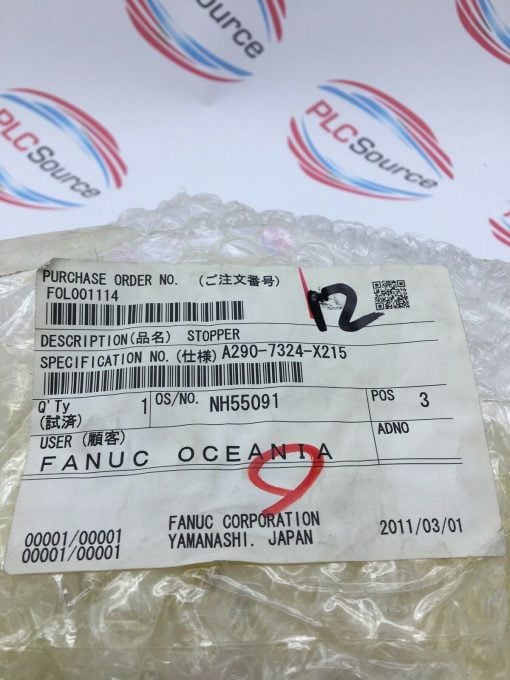 PLC Source
PLC Source
PLC Source
PURCHASE ORDER NO. (ご注文番号)
FOL001114
12
DESCRIPTION(品名) STOPPER
SPECIFICATION NO.(仕様) A290-7324-X215
Q'Ty (試済) 1 OS/NO. NH55091 POS 3
USER (顧客) ADNO
FANUC OCEANIA
00001/00001 FANUC CORPORATION 2011/03/01
00001/00001 YAMANASHI. JAPAN